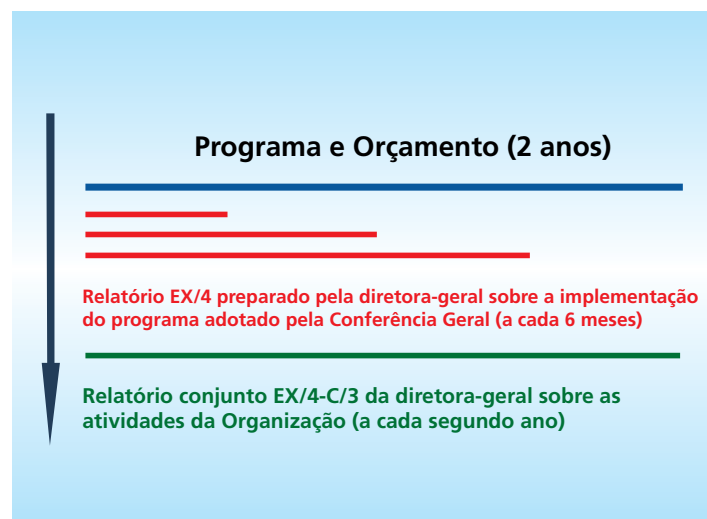 Programa e Orçamento (2 anos)
Relatório EX/4 preparado pela diretora-geral sobre a implementação
do programa adotado pela Conferência Geral (a cada 6 meses)
Relatório conjunto EX/4-C/3 da diretora-geral sobre as
atividades da Organização (a cada segundo ano)